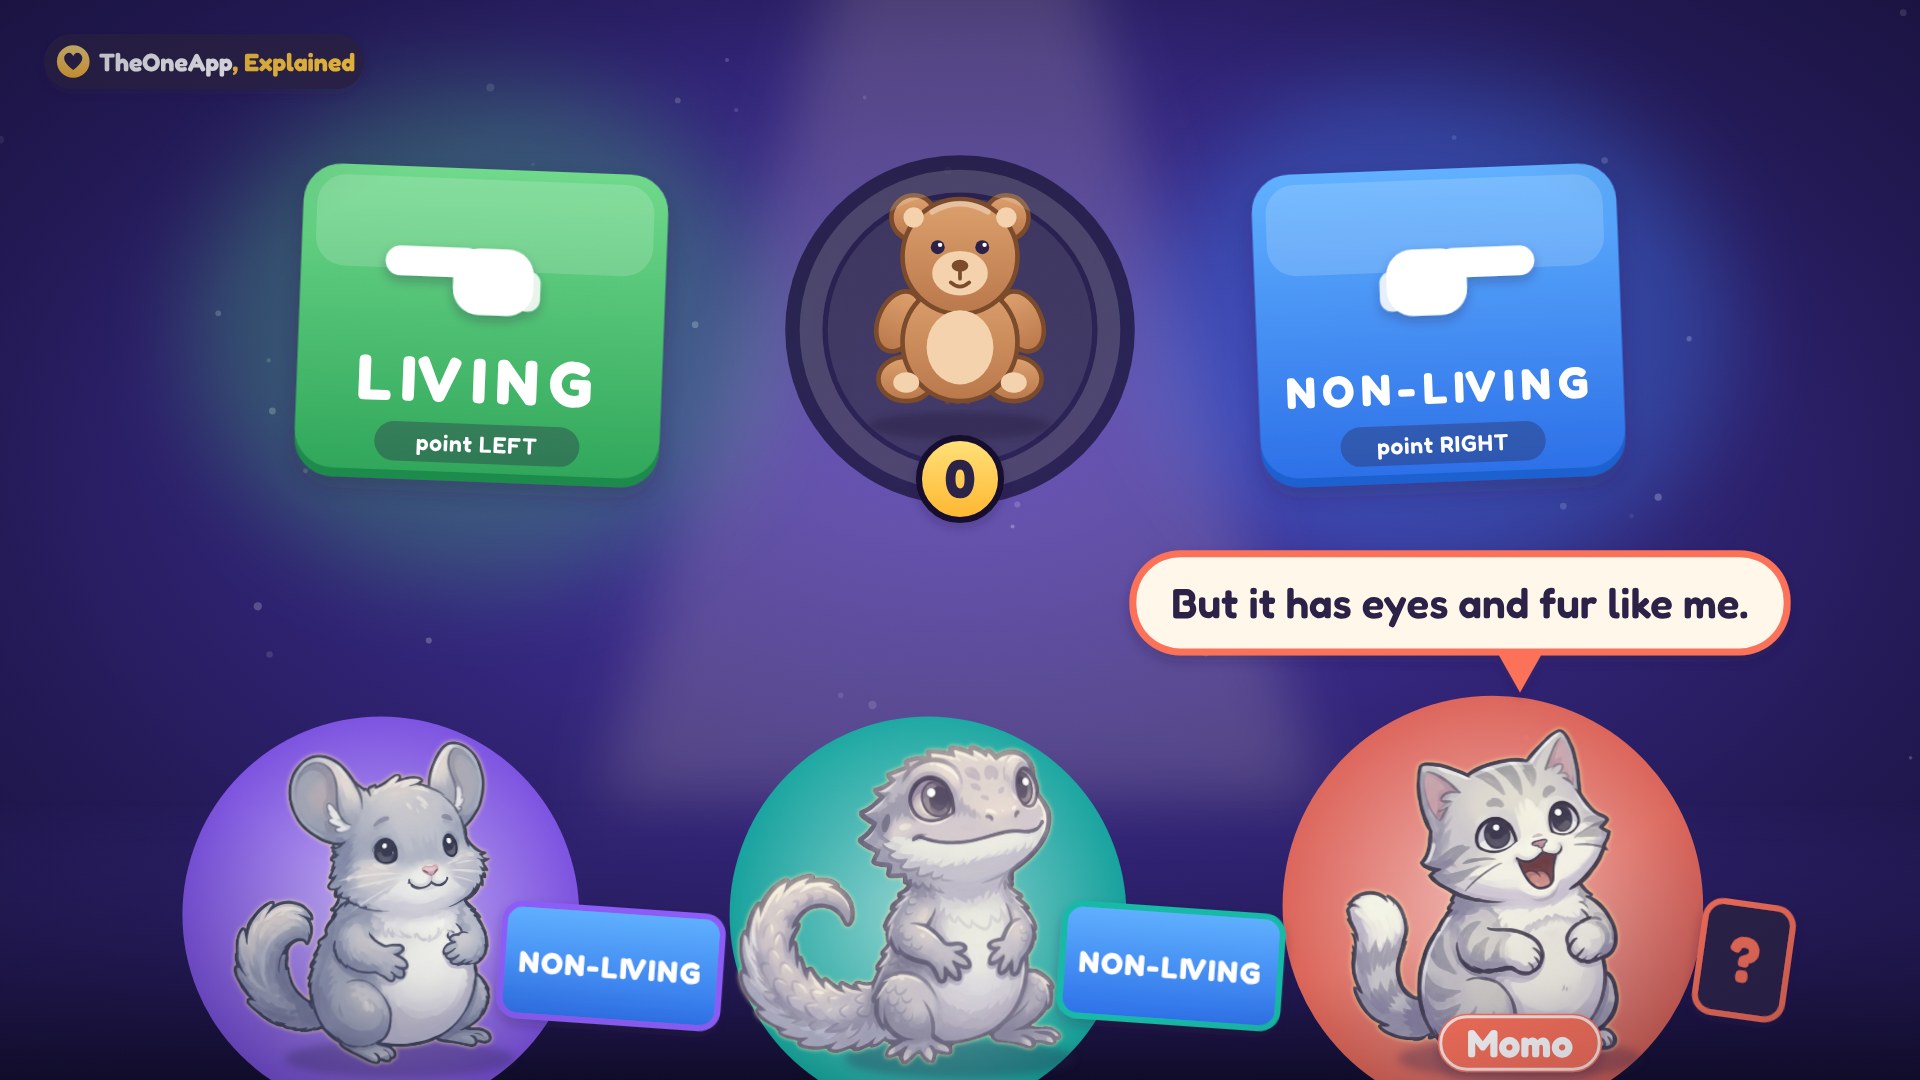 TheOneApp, Explained
LIVING
point LEFT
0
NON-LIVING
point RIGHT
But it has eyes and fur like me.
NON-LIVING
NON-LIVING
?
Momo